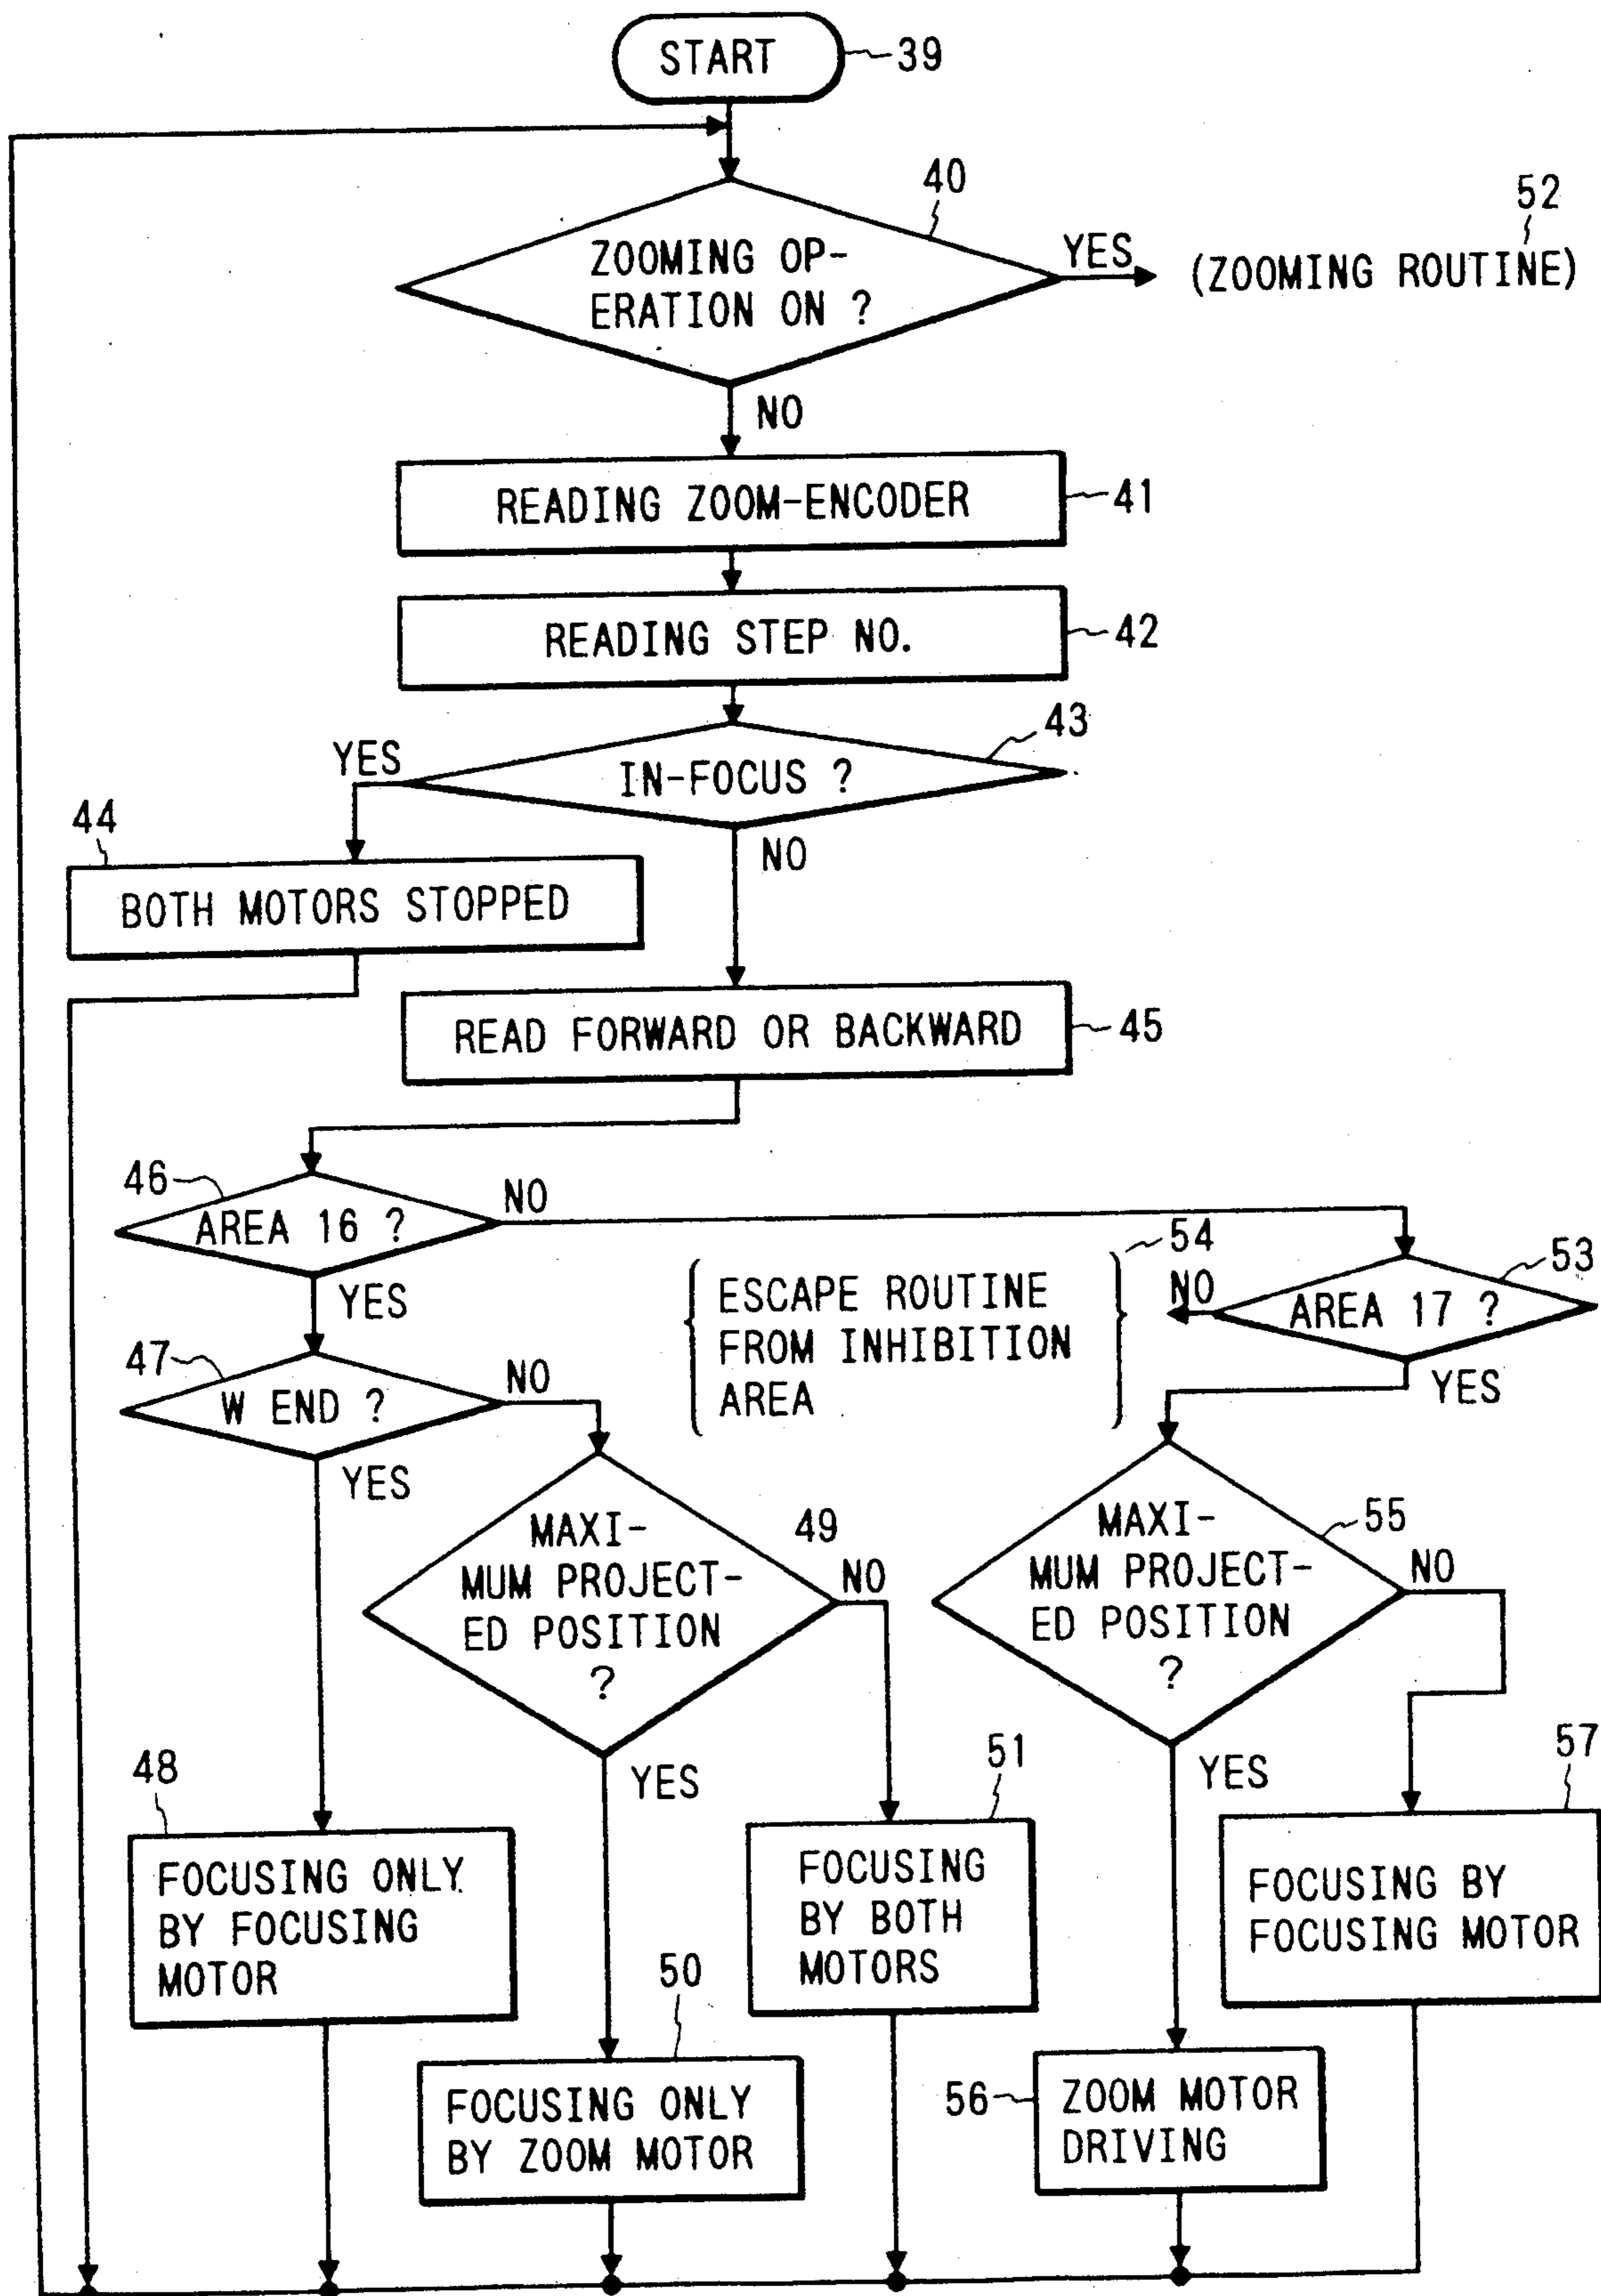 START
39
40
ZOOMING OP-
ERATION ON ?
YES
52
(ZOOMING ROUTINE)
NO
READING ZOOM-ENCODER
41
READING STEP NO.
42
43
IN-FOCUS ?
YES
NO
44
BOTH MOTORS STOPPED
READ FORWARD OR BACKWARD
45
46
AREA 16 ?
NO
YES
53
AREA 17 ?
NO
YES
54
ESCAPE ROUTINE
FROM INHIBITION
AREA
47
W END ?
NO
YES
49
MAXI-
MUM PROJECT-
ED POSITION
?
NO
YES
55
MAXI-
MUM PROJECT-
ED POSITION
?
NO
YES
48
FOCUSING ONLY
BY FOCUSING
MOTOR
50
FOCUSING ONLY
BY ZOOM MOTOR
51
FOCUSING
BY BOTH
MOTORS
56
ZOOM MOTOR
DRIVING
57
FOCUSING BY
FOCUSING MOTOR